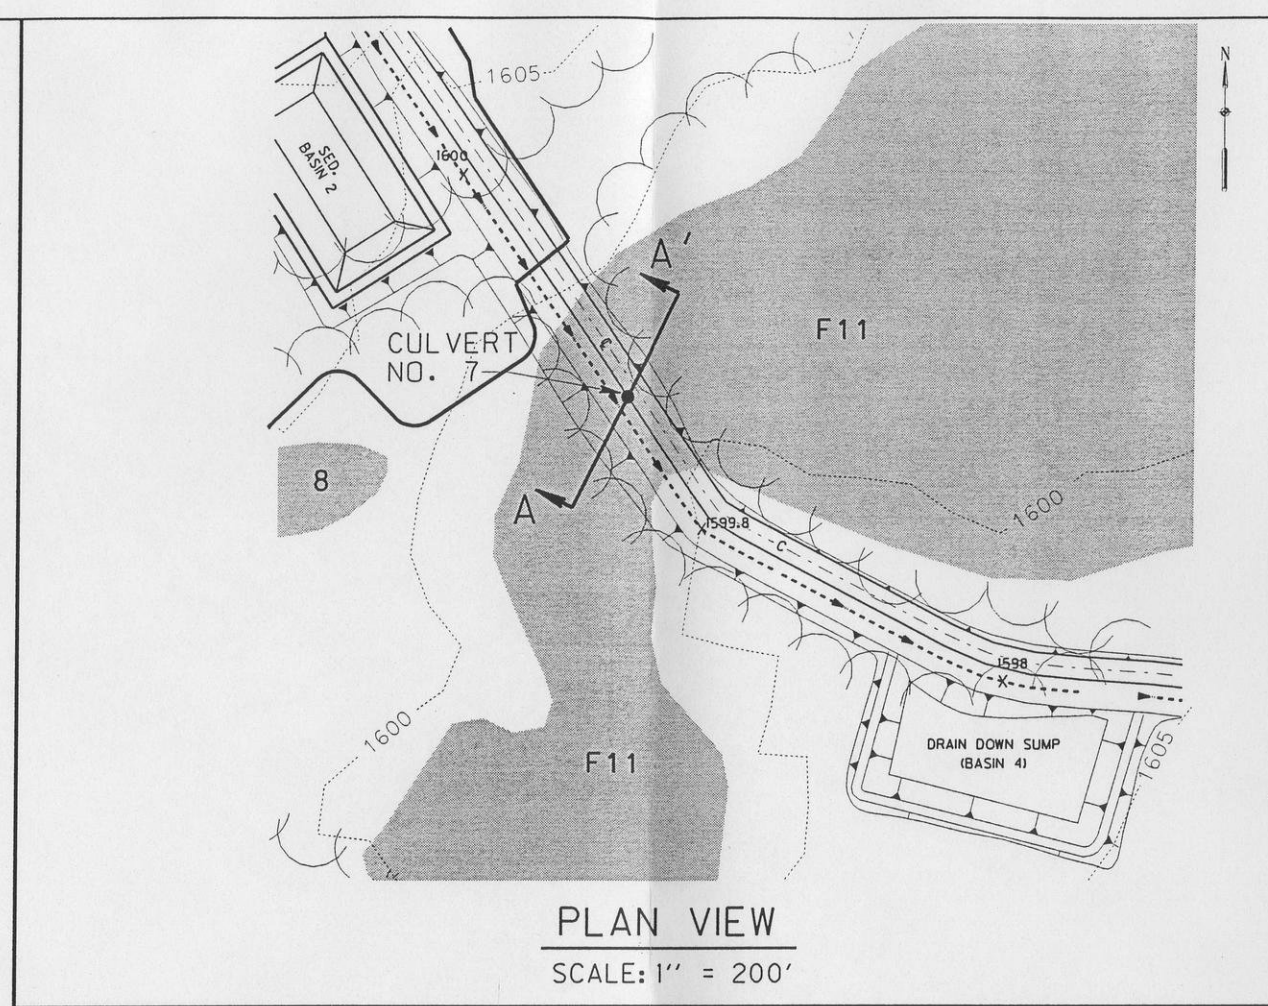 N
1605
SED.
BASIN 2
1600
A'
F11
CULVERT
NO. 7
℄
8
A
1600
1599.8
C
1598
1600
F11
DRAIN DOWN SUMP
(BASIN 4)
1605
PLAN VIEW
SCALE: 1'' = 200'